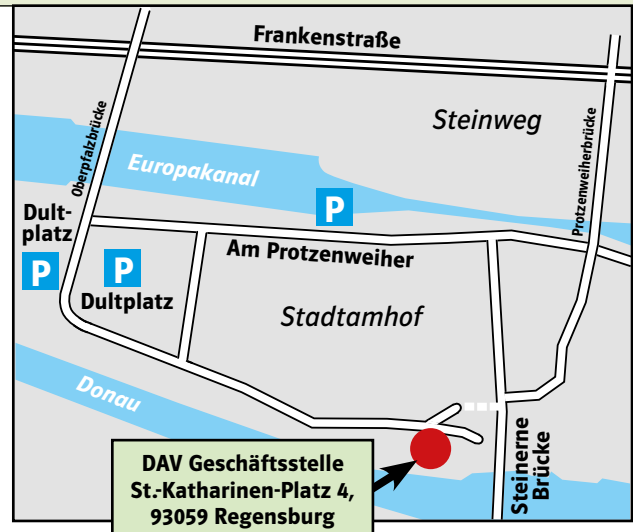 Frankenstraße
Steinweg
Oberpfalzbrücke
Protzenweiherbrücke
Europakanal
P
Dult-
platz
P
P
Dultplatz
Am Protzenweiher
Stadtamhof
Donau
Steinerne
Brücke
DAV Geschäftsstelle
St.-Katharinen-Platz 4,
93059 Regensburg